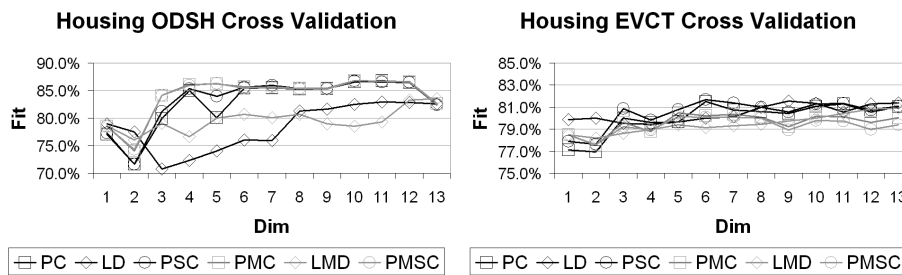 Housing ODSH Cross Validation
Fit
90.0%
85.0%
80.0%
75.0%
70.0%
1 2 3 4 5 6 7 8 9 10 11 12 13
Dim
PC LD PSC PMC LMD PMSC
Housing EVCT Cross Validation
Fit
85.0%
83.0%
81.0%
79.0%
77.0%
75.0%
1 2 3 4 5 6 7 8 9 10 11 12 13
Dim
PC LD PSC PMC LMD PMSC